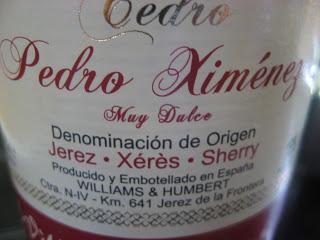 Cedro
Pedro Ximénez
Muy Dulce
Denominación de Origen
Jerez • Xérès • Sherry
Producido y Embotellado en España
WILLIAMS & HUMBERT
Ctra. N-IV - Km. 641 Jerez de la Frontera